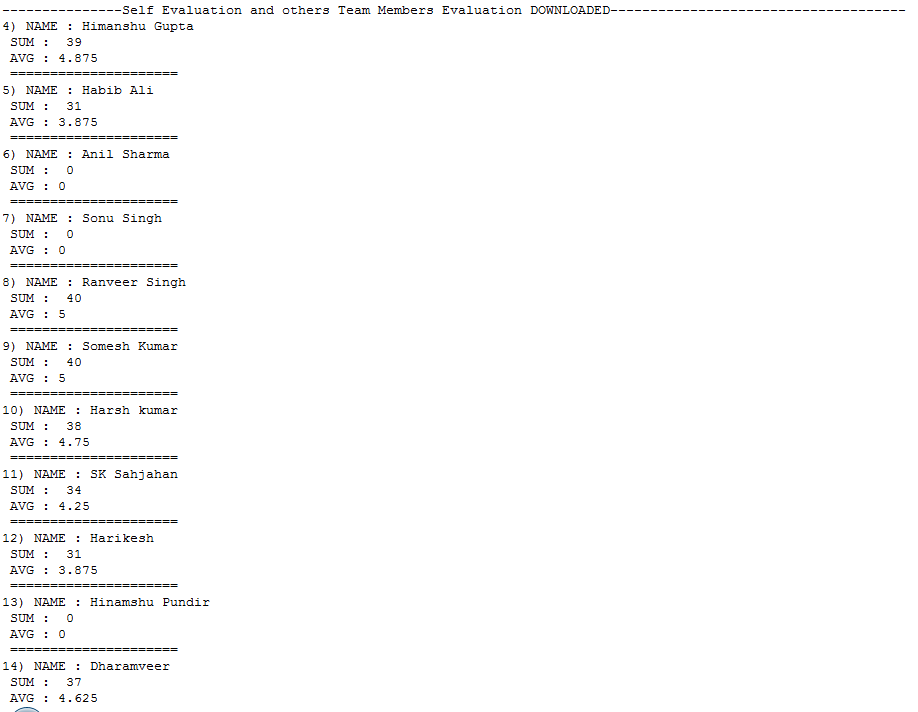 ---------------Self Evaluation and others Team Members Evaluation DOWNLOADED-------------------------------------
4) NAME : Himanshu Gupta
SUM :  39
AVG : 4.875
=====================
5) NAME : Habib Ali
SUM :  31
AVG : 3.875
=====================
6) NAME : Anil Sharma
SUM :  0
AVG : 0
=====================
7) NAME : Sonu Singh
SUM :  0
AVG : 0
=====================
8) NAME : Ranveer Singh
SUM :  40
AVG : 5
=====================
9) NAME : Somesh Kumar
SUM :  40
AVG : 5
=====================
10) NAME : Harsh kumar
SUM :  38
AVG : 4.75
=====================
11) NAME : SK Sahjahan
SUM :  34
AVG : 4.25
=====================
12) NAME : Harikesh
SUM :  31
AVG : 3.875
=====================
13) NAME : Hinamshu Pundir
SUM :  0
AVG : 0
=====================
14) NAME : Dharamveer
SUM :  37
AVG : 4.625